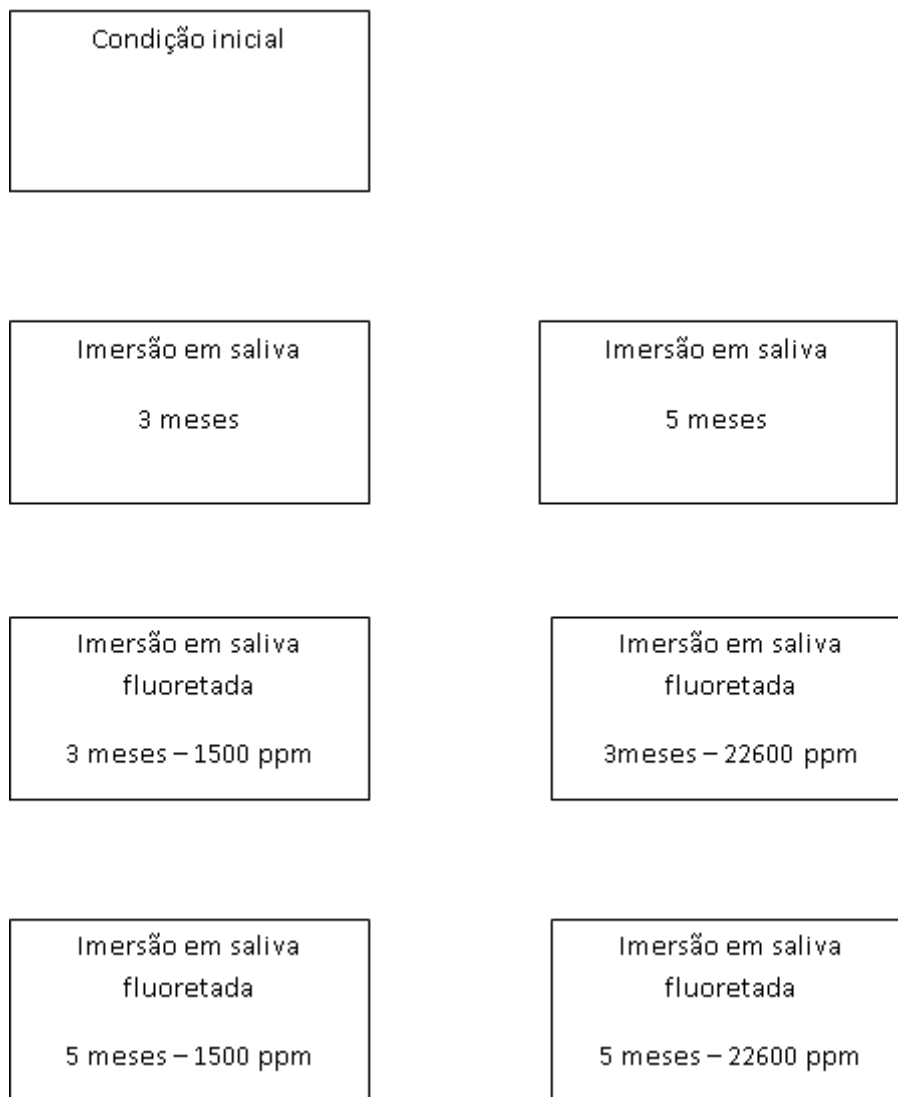 Condição inicial
Imersão em saliva
3 meses
Imersão em saliva
5 meses
Imersão em saliva
fluoretada
3 meses – 1500 ppm
Imersão em saliva
fluoretada
3meses – 22600 ppm
Imersão em saliva
fluoretada
5 meses – 1500 ppm
Imersão em saliva
fluoretada
5 meses – 22600 ppm